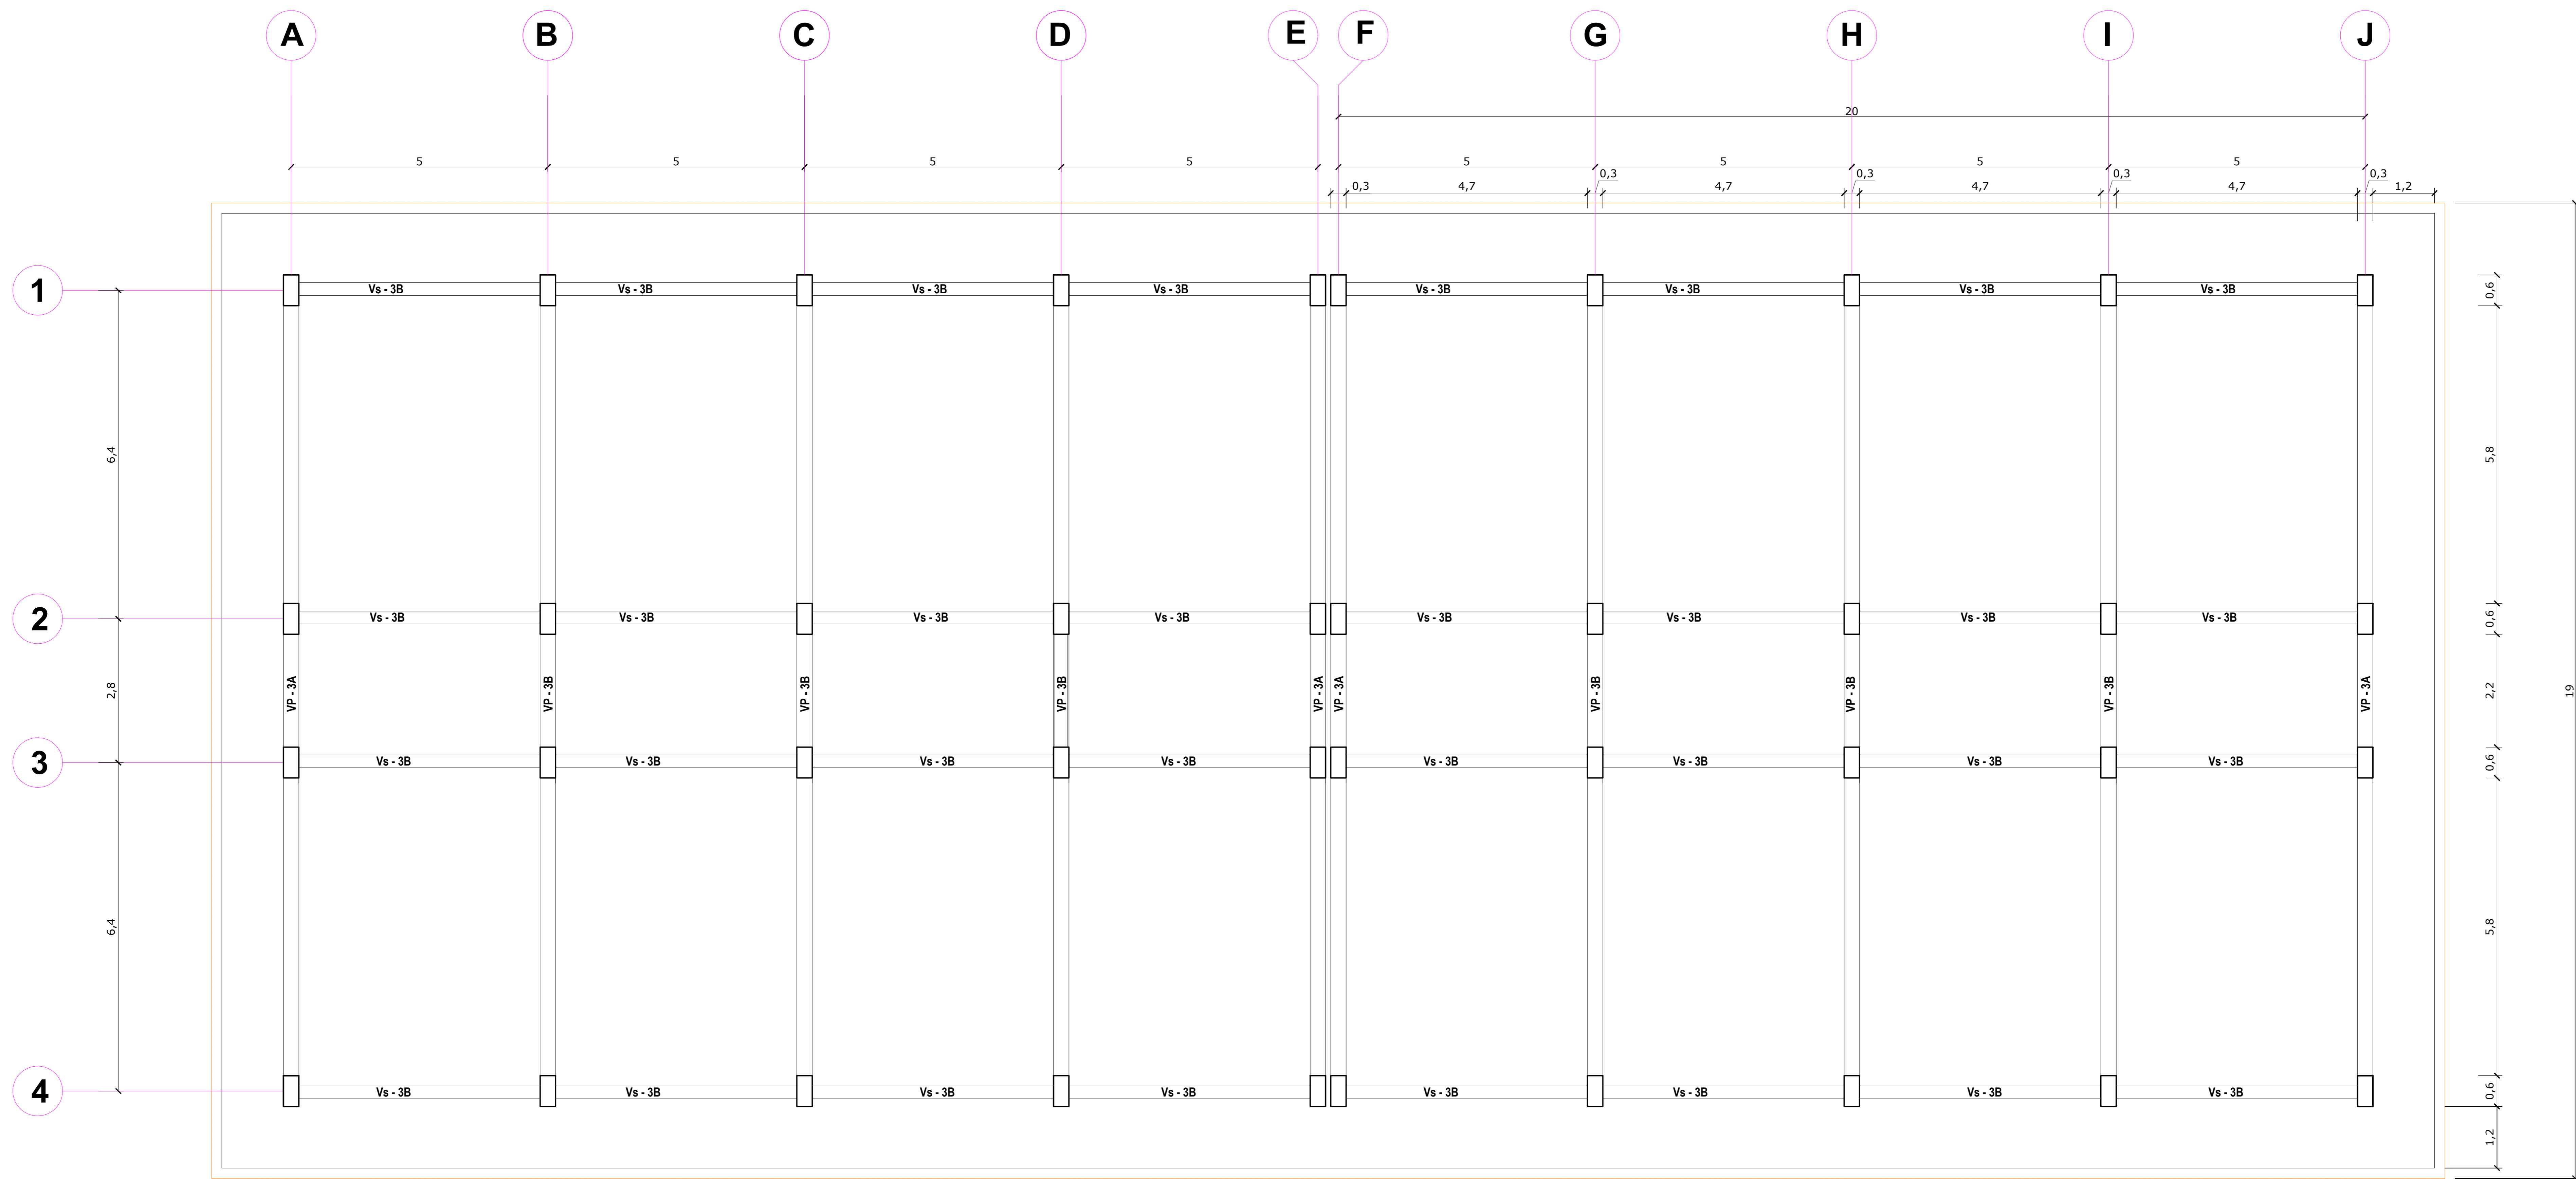 A B C D E F G H I J
20
5 5 5 5 5 5 5 5
0,3 0,3 0,3 0,3
0,3 4,7 4,7 4,7 4,7 1,2
1 Vs - 3B Vs - 3B Vs - 3B Vs - 3B Vs - 3B Vs - 3B Vs - 3B Vs - 3B 0,6
6,4 5,8
2 Vs - 3B Vs - 3B Vs - 3B Vs - 3B Vs - 3B Vs - 3B Vs - 3B Vs - 3B 0,6
2,8 VP - 3A VP - 3B VP - 3B VP - 3B VP - 3A VP - 3A VP - 3B VP - 3B VP - 3B VP - 3A 2,2 19
3 Vs - 3B Vs - 3B Vs - 3B Vs - 3B Vs - 3B Vs - 3B Vs - 3B Vs - 3B 0,6
6,4 5,8
4 Vs - 3B Vs - 3B Vs - 3B Vs - 3B Vs - 3B Vs - 3B Vs - 3B Vs - 3B 0,6
1,2